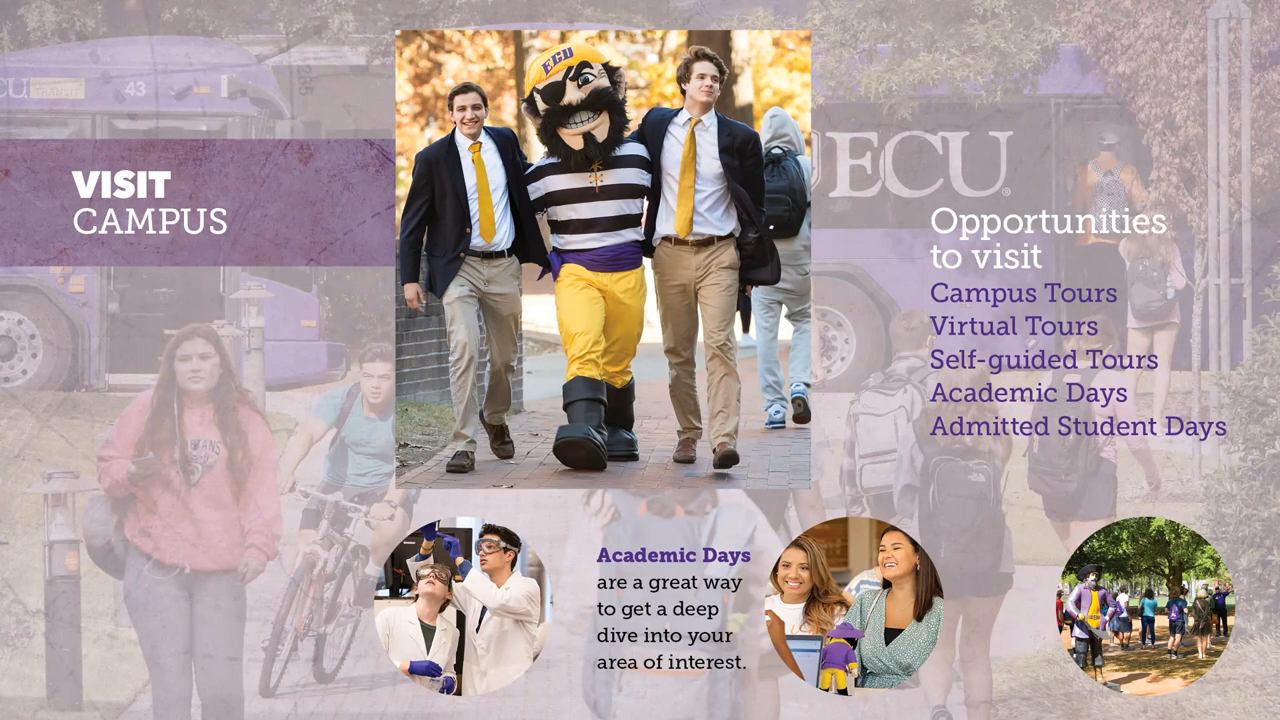 43
VISIT
CAMPUS
ECU
ECU®
Opportunities
to visit
Campus Tours
Virtual Tours
Self-guided Tours
Academic Days
Admitted Student Days
Academic Days
are a great way
to get a deep
dive into your
area of interest.